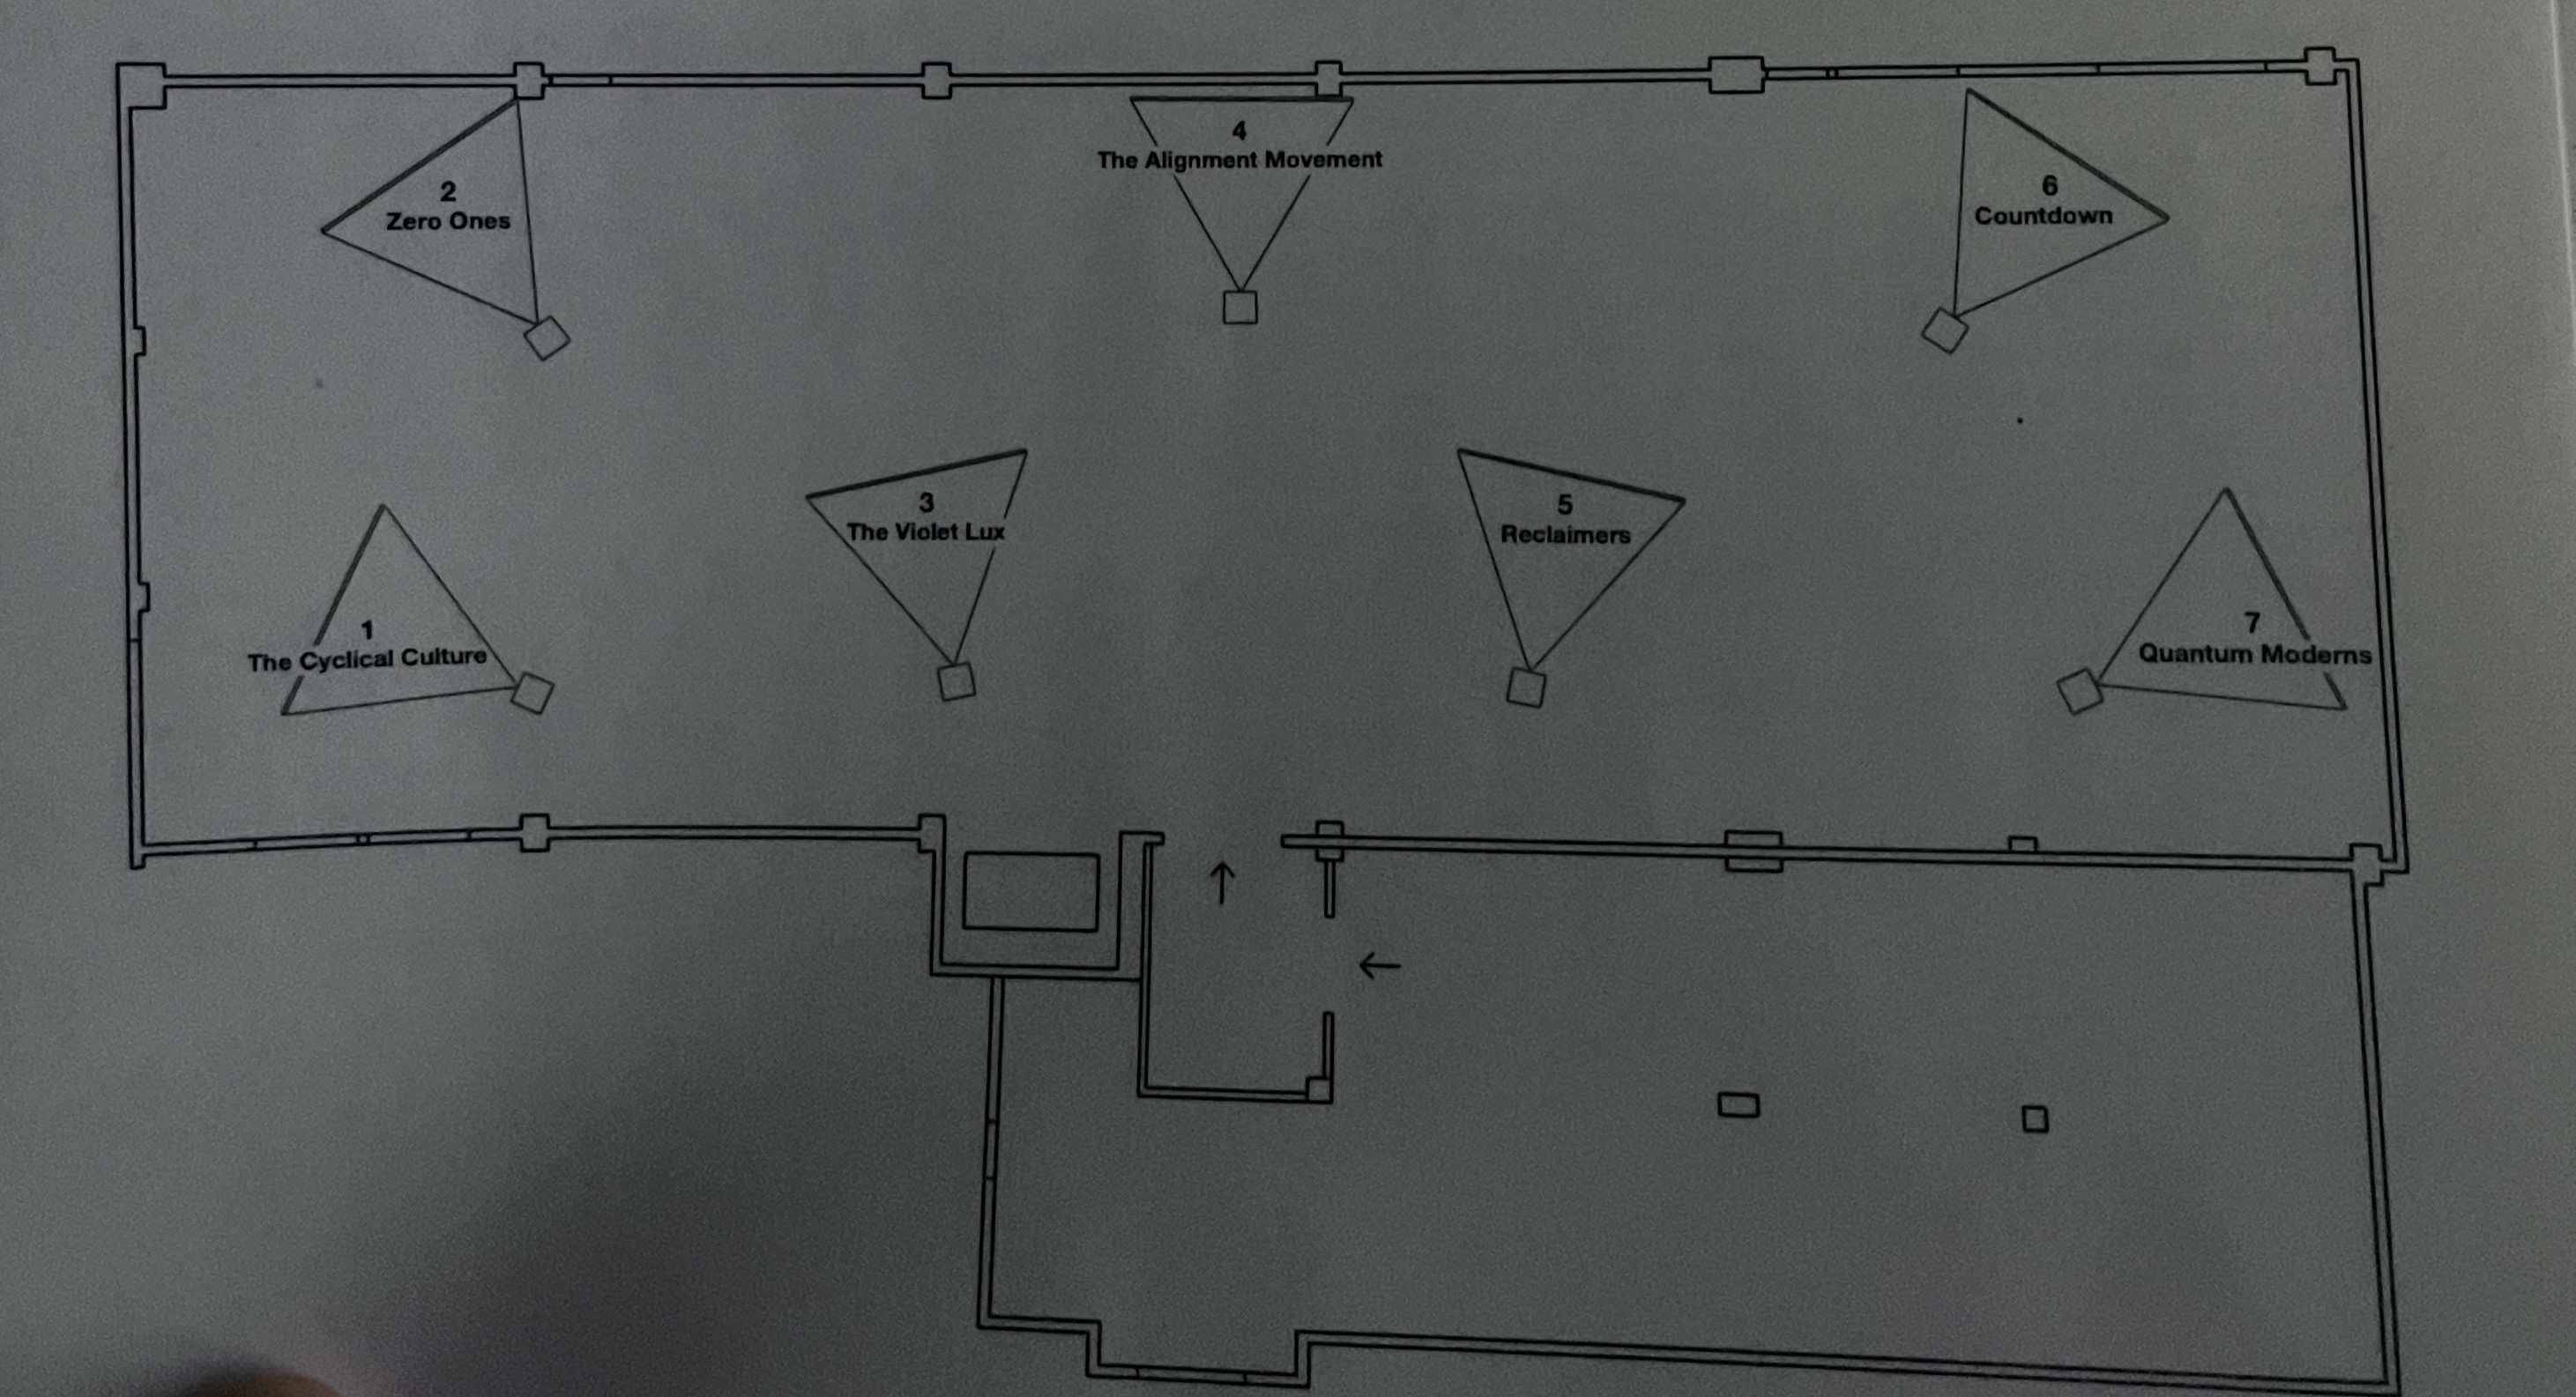 1
The Cyclical Culture
2
Zero Ones
3
The Violet Lux
4
The Alignment Movement
5
Reclaimers
6
Countdown
7
Quantum Moderns